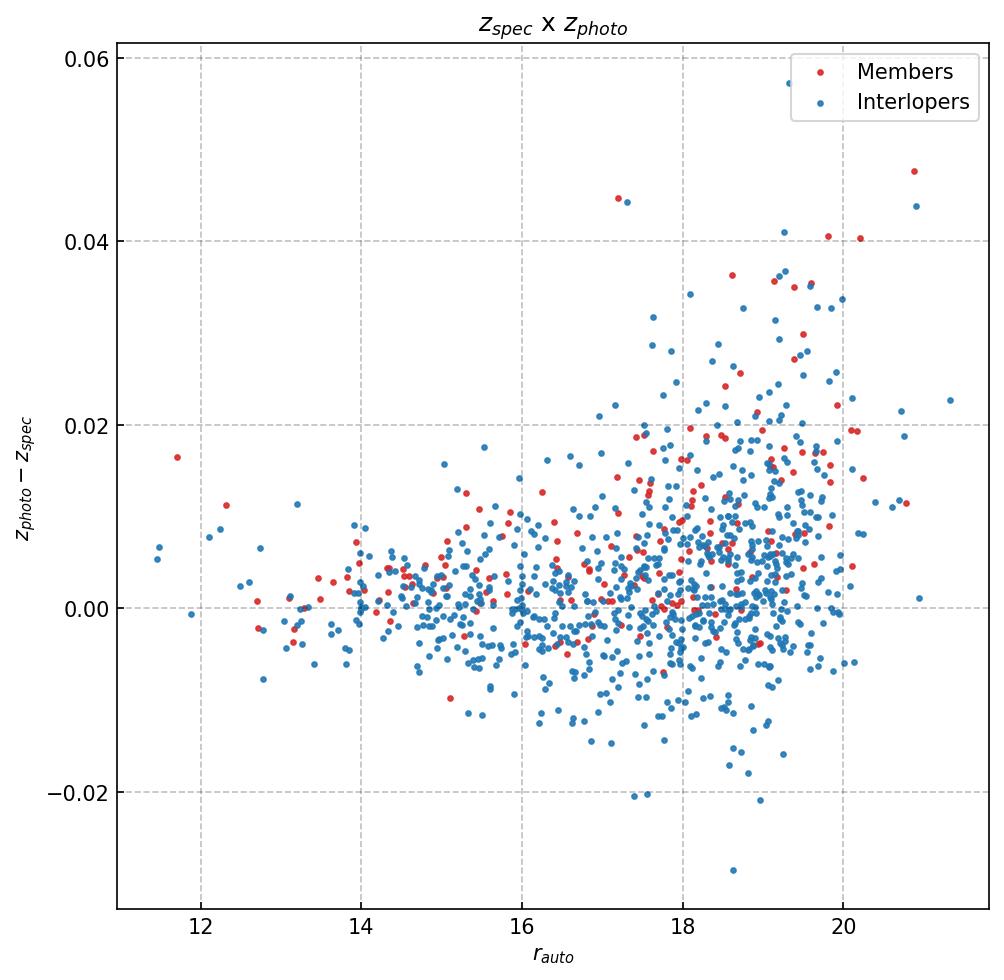 z_spec x z_photo
0.06
0.04
0.02
0.00
−0.02
z_photo − z_spec
Members
Interlopers
12 14 16 18 20
r_auto